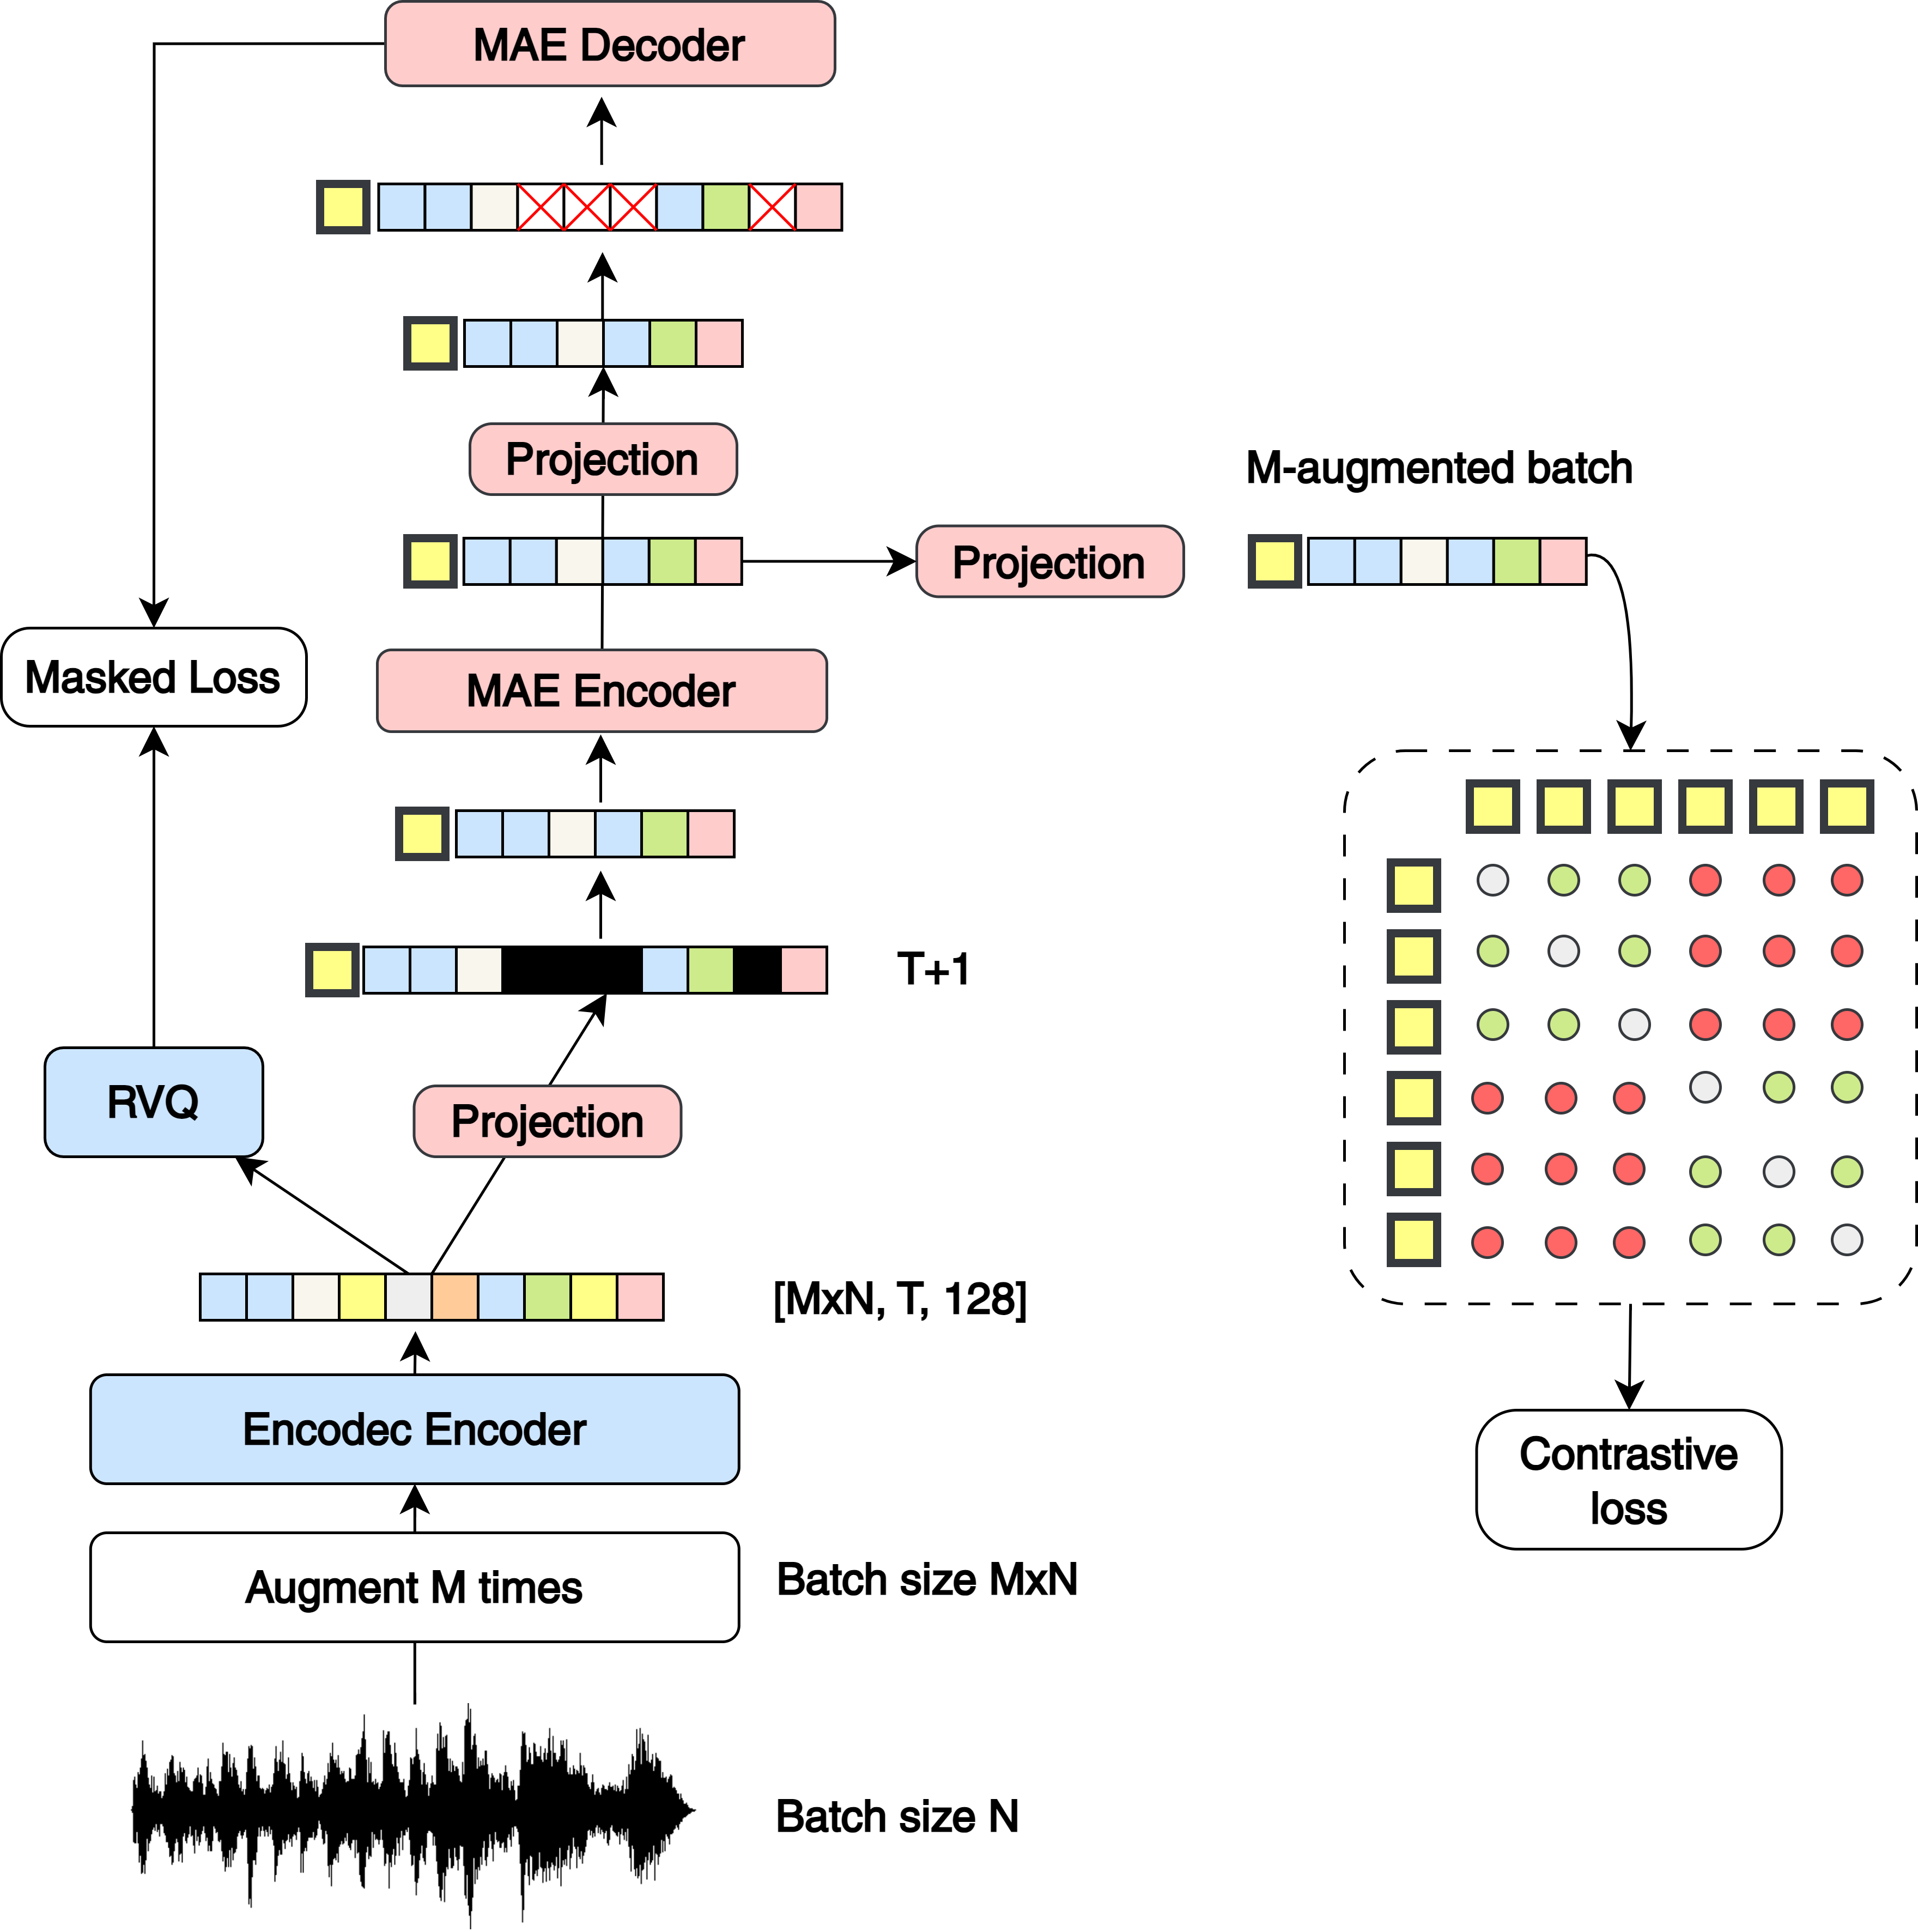 MAE Decoder
Projection
M-augmented batch
Projection
Masked Loss
MAE Encoder
T+1
RVQ
Projection
[MxN, T, 128]
Encodec Encoder
Contrastive
loss
Augment M times
Batch size MxN
Batch size N